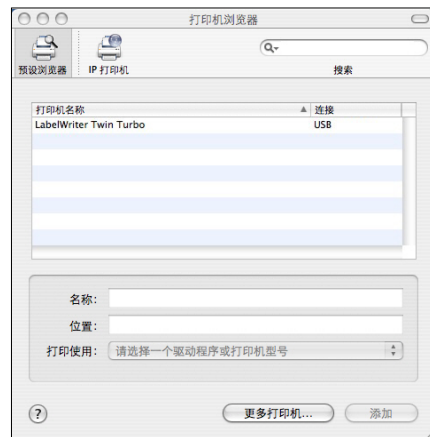 打印机浏览器
预设浏览器 IP 打印机 搜索
打印机名称 连接
LabelWriter Twin Turbo USB
名称:
位置:
打印使用: 请选择一个驱动程序或打印机型号
? 更多打印机... 添加